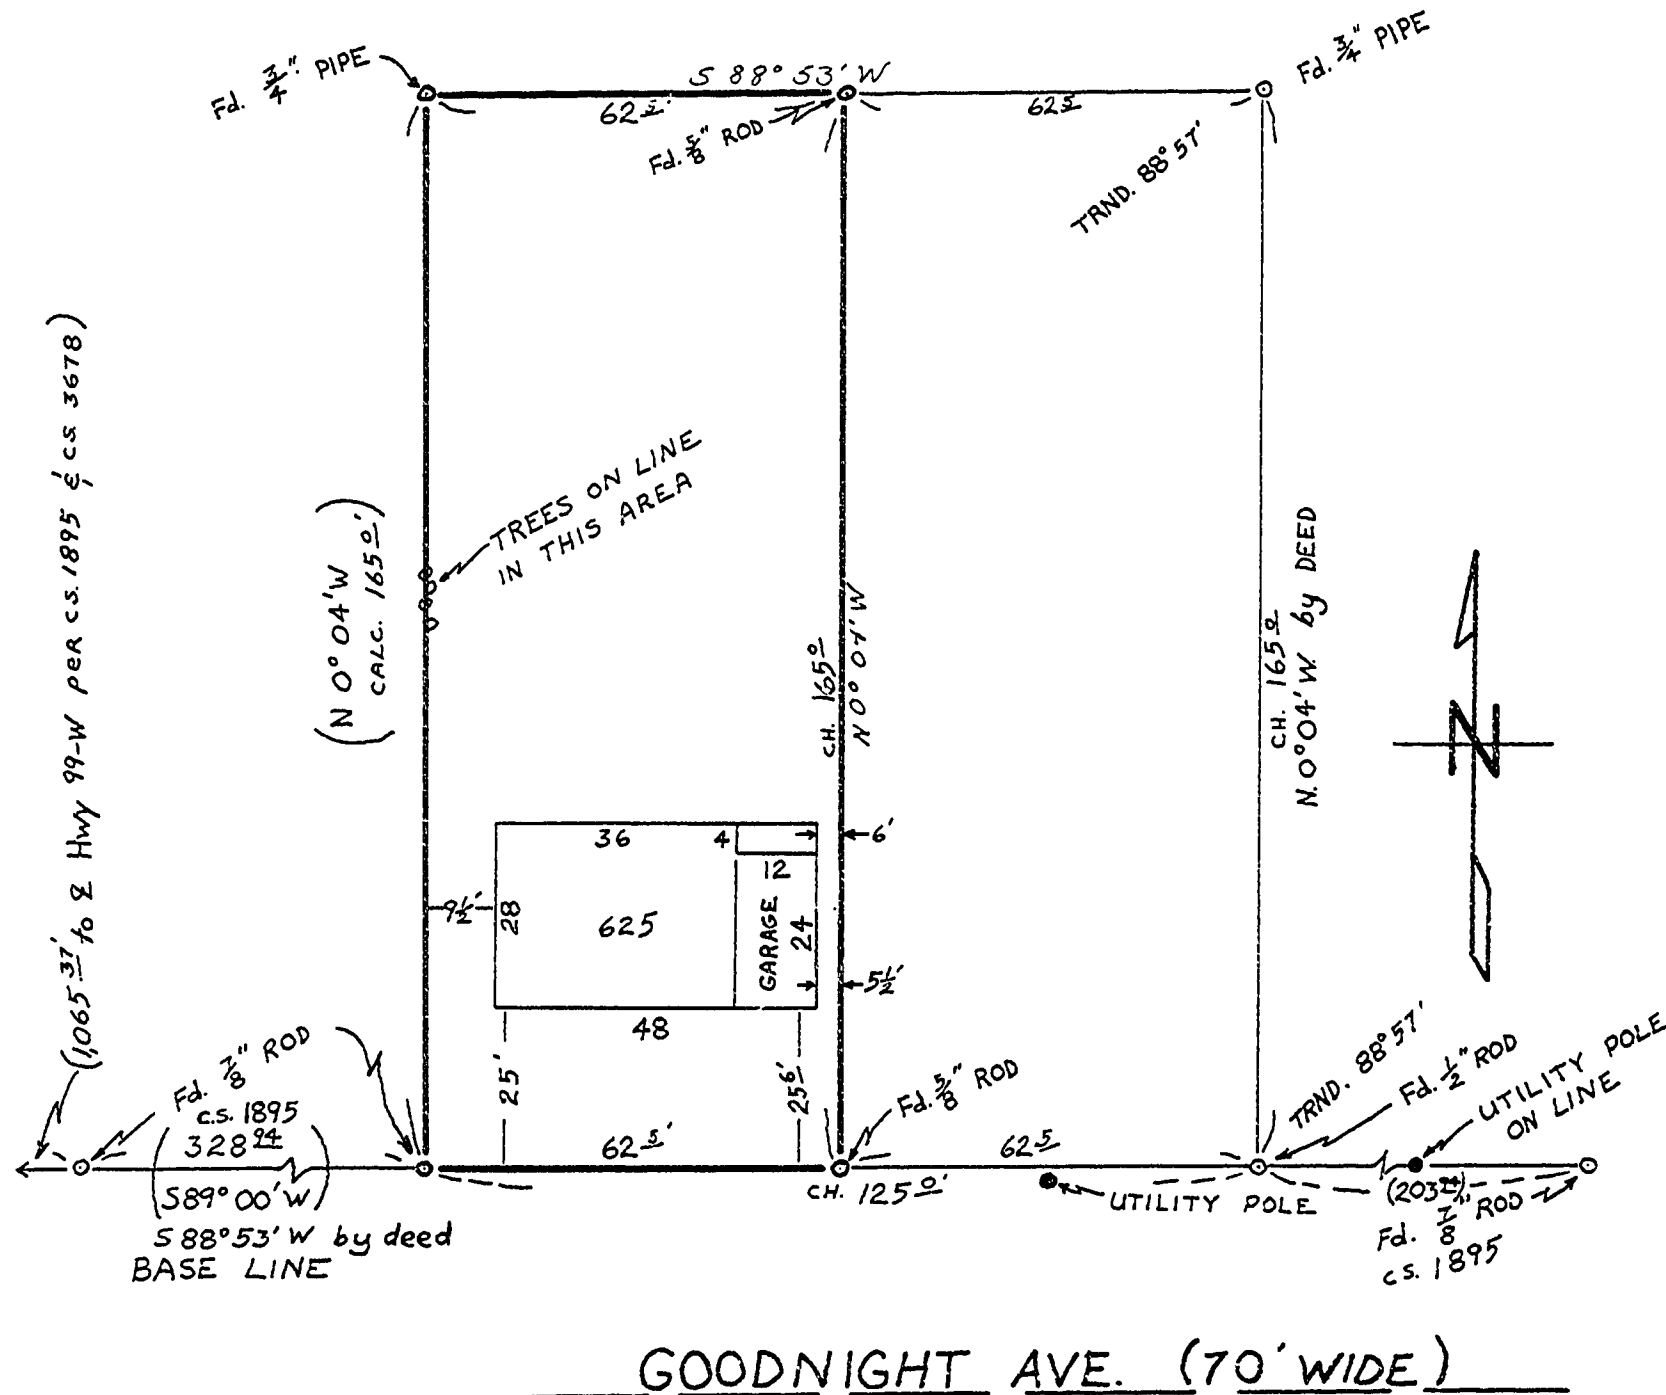 Fd. 3/4" PIPE
S 88° 53' W
62 5'
Fd. 5/8" ROD
62 5
Fd. 3/4" PIPE
TRND. 88° 57'
(1,065 37' to ℄ Hwy 99-W per c.s. 1895 & c.s. 3678)
(N 0° 04' W
CALC. 165 0')
TREES ON LINE
IN THIS AREA
CH. 165 0
N 0° 04' W
CH. 165 0
N. 0° 04' W by DEED
N
36
4
6'
12
9 1/2'
28
625
GARAGE
24
5 1/2'
48
25'
25 6'
Fd. 7/8" ROD
c.s. 1895
328 94
(S89° 00' W)
S 88° 53' W by deed
BASE LINE
62 5'
Fd. 5/8" ROD
CH. 125 0'
62 5
UTILITY POLE
TRND. 88° 57'
Fd. 1/2" ROD
UTILITY POLE
ON LINE
(203 94)
Fd. 7/8" ROD
c.s. 1895
GOODNIGHT AVE. (70' WIDE)